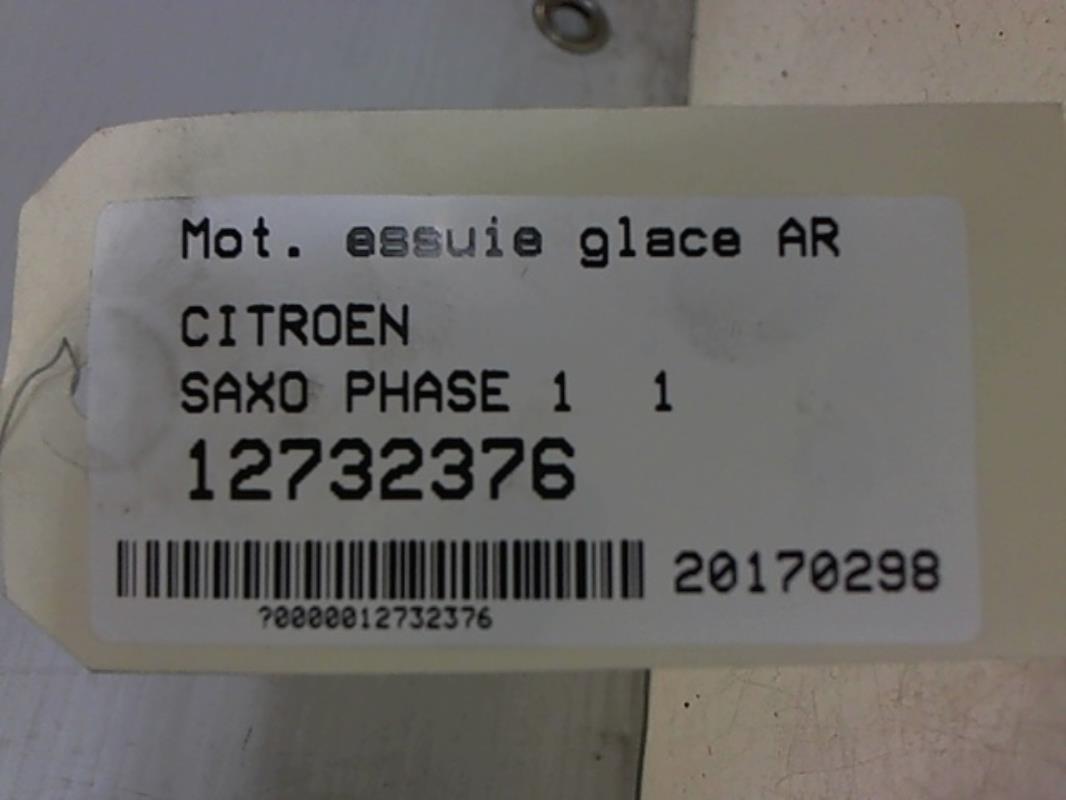 Mot. essuie glace AR
CITROEN
SAXO PHASE 1 1
12732376
20170298
?0000012732376